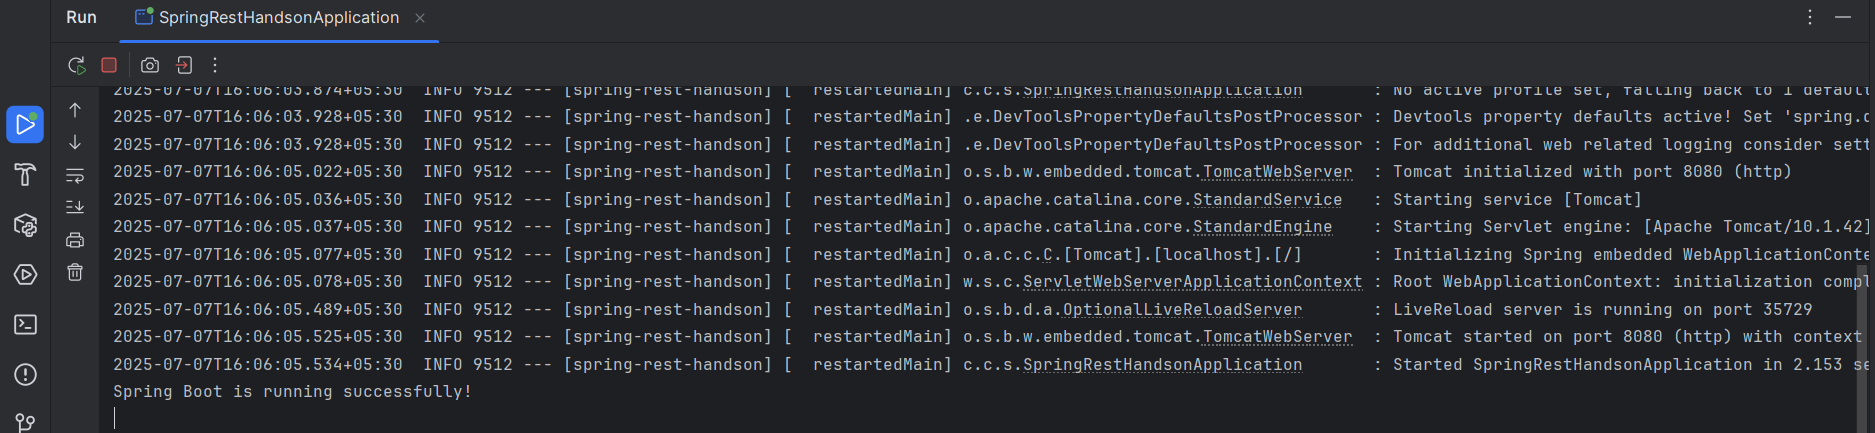 Run SpringRestHandsonApplication
2025-07-07T16:06:03.874+05:30  INFO 9512 --- [spring-rest-handson] [  restartedMain] c.c.s.SpringRestHandsonApplication       : No active profile set, falling back to 1 default
2025-07-07T16:06:03.928+05:30  INFO 9512 --- [spring-rest-handson] [  restartedMain] .e.DevToolsPropertyDefaultsPostProcessor : Devtools property defaults active! Set 'spring.d
2025-07-07T16:06:03.928+05:30  INFO 9512 --- [spring-rest-handson] [  restartedMain] .e.DevToolsPropertyDefaultsPostProcessor : For additional web related logging consider sett
2025-07-07T16:06:05.022+05:30  INFO 9512 --- [spring-rest-handson] [  restartedMain] o.s.b.w.embedded.tomcat.TomcatWebServer  : Tomcat initialized with port 8080 (http)
2025-07-07T16:06:05.036+05:30  INFO 9512 --- [spring-rest-handson] [  restartedMain] o.apache.catalina.core.StandardService   : Starting service [Tomcat]
2025-07-07T16:06:05.037+05:30  INFO 9512 --- [spring-rest-handson] [  restartedMain] o.apache.catalina.core.StandardEngine    : Starting Servlet engine: [Apache Tomcat/10.1.42]
2025-07-07T16:06:05.077+05:30  INFO 9512 --- [spring-rest-handson] [  restartedMain] o.a.c.c.C.[Tomcat].[localhost].[/]       : Initializing Spring embedded WebApplicationConte
2025-07-07T16:06:05.078+05:30  INFO 9512 --- [spring-rest-handson] [  restartedMain] w.s.c.ServletWebServerApplicationContext : Root WebApplicationContext: initialization compl
2025-07-07T16:06:05.489+05:30  INFO 9512 --- [spring-rest-handson] [  restartedMain] o.s.b.d.a.OptionalLiveReloadServer       : LiveReload server is running on port 35729
2025-07-07T16:06:05.525+05:30  INFO 9512 --- [spring-rest-handson] [  restartedMain] o.s.b.w.embedded.tomcat.TomcatWebServer  : Tomcat started on port 8080 (http) with context
2025-07-07T16:06:05.534+05:30  INFO 9512 --- [spring-rest-handson] [  restartedMain] c.c.s.SpringRestHandsonApplication       : Started SpringRestHandsonApplication in 2.153 se
Spring Boot is running successfully!